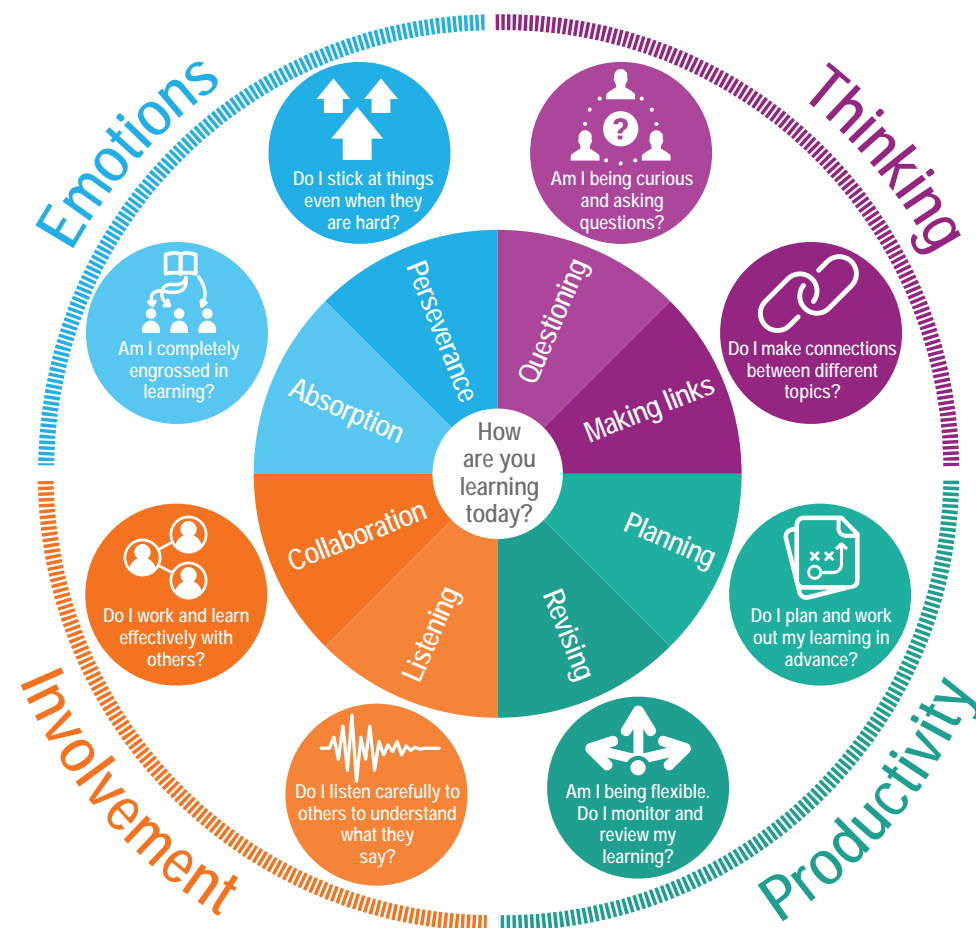 Emotions
Thinking
Do I stick at things
even when they
are hard?
?
Am I being curious
and asking
questions?
Am I completely
engrossed in
learning?
Do I make connections
between different
topics?
Perseverance
Questioning
Absorption
Making links
How
are you
learning
today?
Collaboration
Planning
Listening
Revising
Do I work and learn
effectively with
others?
Do I plan and work
out my learning in
advance?
Do I listen carefully to
others to understand
what they
say?
Am I being flexible.
Do I monitor and
review my
learning?
Involvement
Productivity